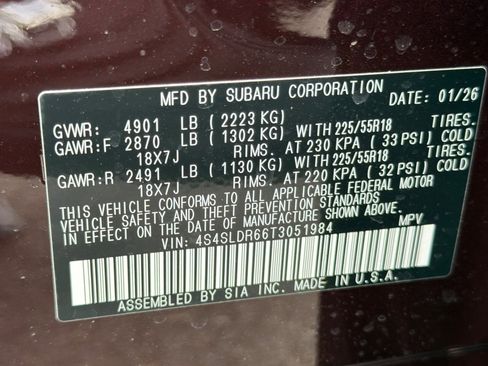 MFD BY SUBARU CORPORATION DATE: 01/26
GVWR: 4901 LB (2223 KG)
GAWR:F 2870 LB (1302 KG) WITH 225/55R18 TIRES.
18X7J RIMS. AT 230 KPA (33 PSI) COLD
GAWR:R 2491 LB (1130 KG) WITH 225/55R18 TIRES.
18X7J RIMS. AT 220 KPA (32 PSI) COLD
THIS VEHICLE CONFORMS TO ALL APPLICABLE FEDERAL MOTOR
VEHICLE SAFETY AND THEFT PREVENTION STANDARDS IN EFFECT
ON THE DATE OF MANUFACTURE SHOWN ABOVE.
VIN: 4S4SLDR66T3051984 MPV
ASSEMBLED BY SIA INC. MADE IN U.S.A.